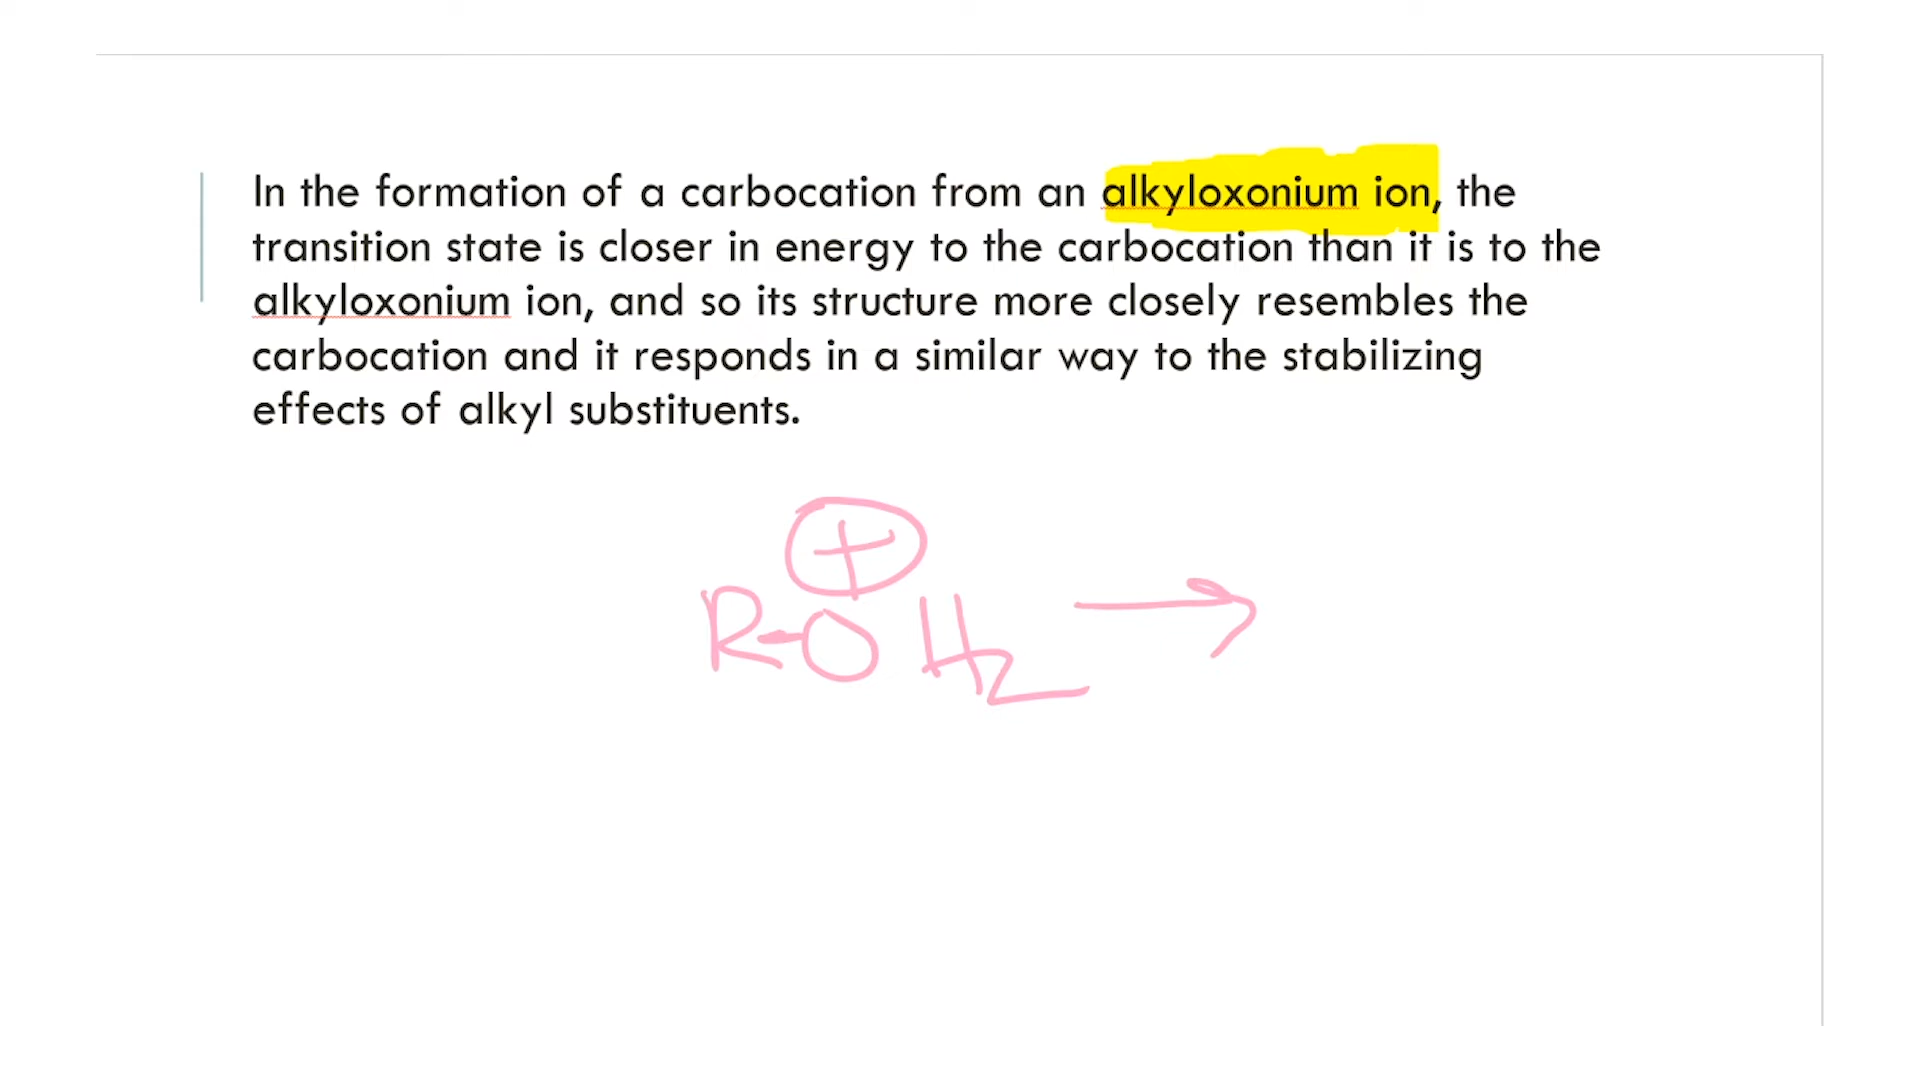 In the formation of a carbocation from an alkyloxonium ion, the
transition state is closer in energy to the carbocation than it is to the
alkyloxonium ion, and so its structure more closely resembles the
carbocation and it responds in a similar way to the stabilizing
effects of alkyl substituents.
+
R-OH2 →